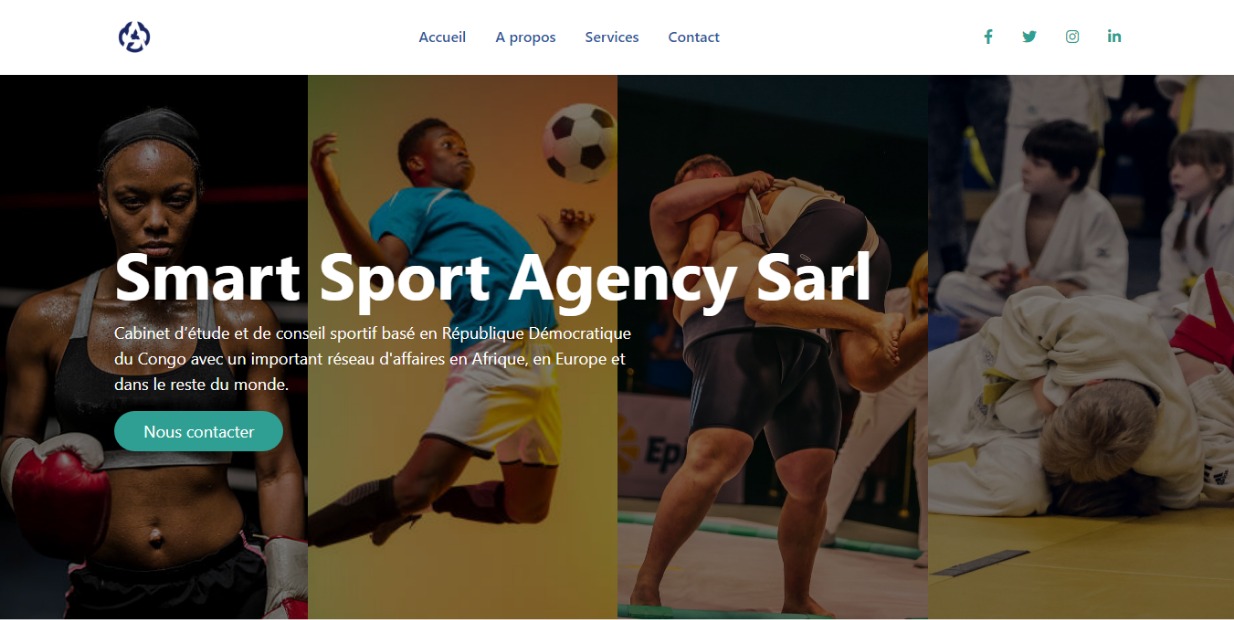 Accueil A propos Services Contact
Smart Sport Agency Sarl
Cabinet d'étude et de conseil sportif basé en République Démocratique
du Congo avec un important réseau d'affaires en Afrique, en Europe et
dans le reste du monde.
Nous contacter
Ep